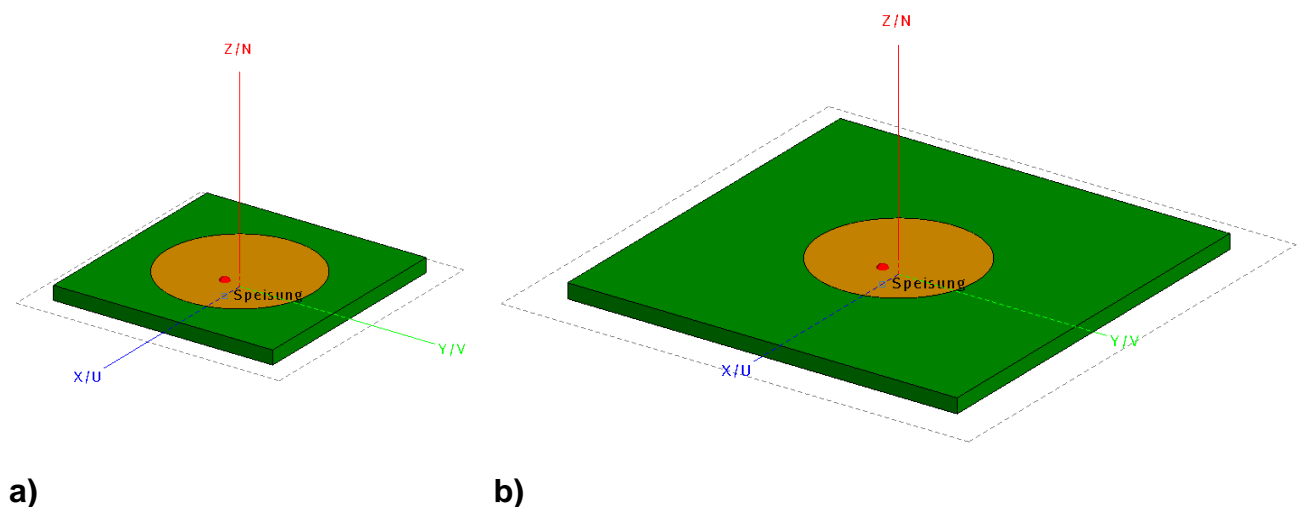 Z/N
Speisung
X/U
Y/V
a)
Z/N
Speisung
X/U
Y/V
b)